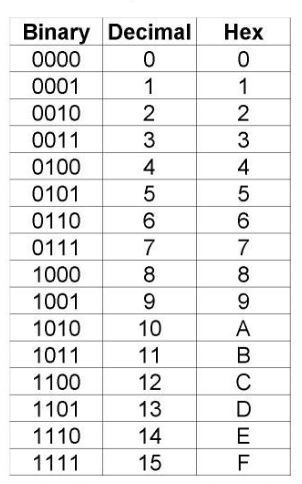 Binary Decimal Hex
0000 0 0
0001 1 1
0010 2 2
0011 3 3
0100 4 4
0101 5 5
0110 6 6
0111 7 7
1000 8 8
1001 9 9
1010 10 A
1011 11 B
1100 12 C
1101 13 D
1110 14 E
1111 15 F